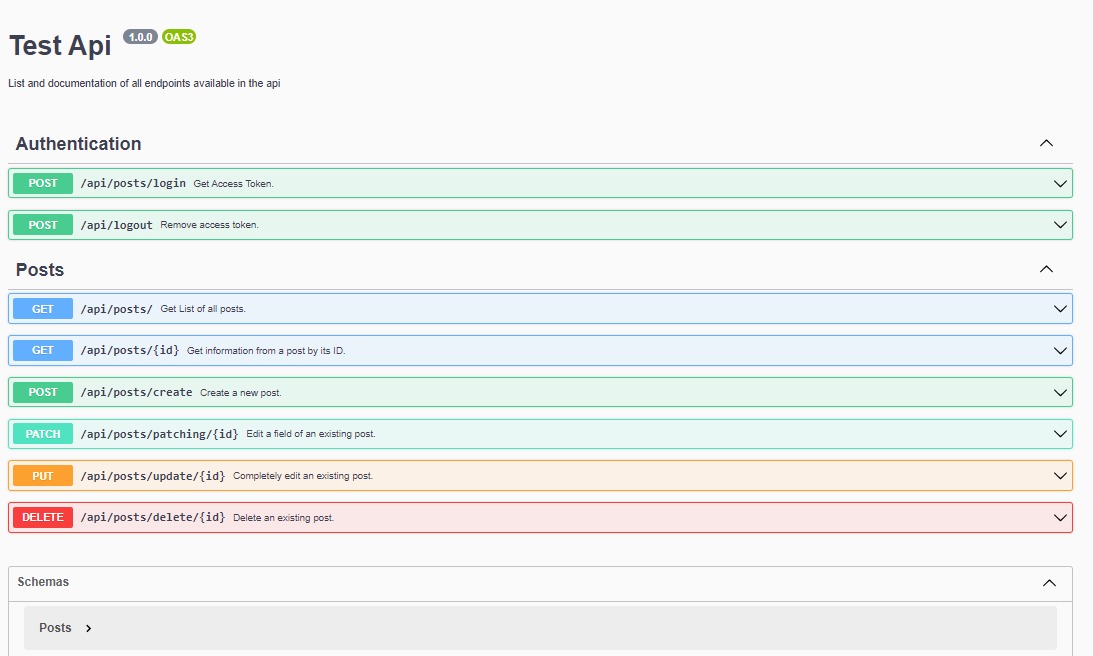 Test Api 1.0.0 OAS3
List and documentation of all endpoints available in the api
Authentication
POST /api/posts/login Get Access Token.
POST /api/logout Remove access token.
Posts
GET /api/posts/ Get List of all posts.
GET /api/posts/{id} Get information from a post by its ID.
POST /api/posts/create Create a new post.
PATCH /api/posts/patching/{id} Edit a field of an existing post.
PUT /api/posts/update/{id} Completely edit an existing post.
DELETE /api/posts/delete/{id} Delete an existing post.
Schemas
Posts